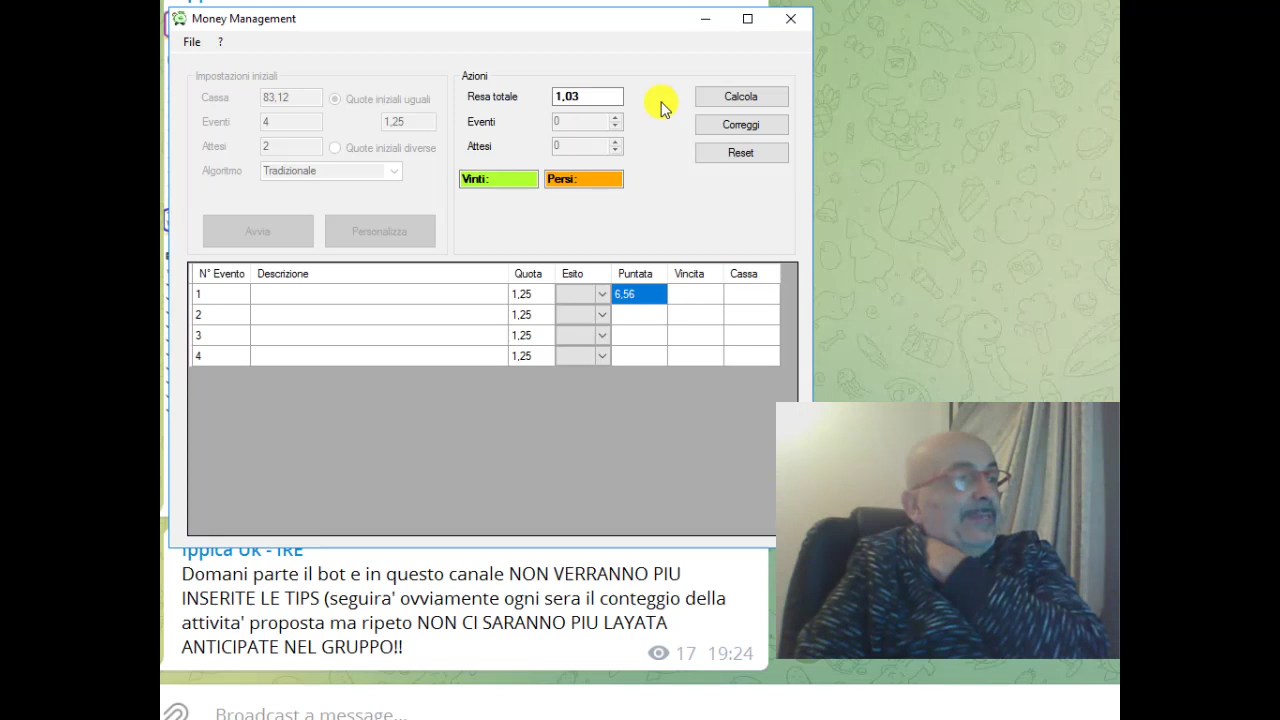 Money Management
File ?
Impostazioni iniziali
Cassa 83,12 Quote iniziali uguali
Eventi 4 1,25
Attesi 2 Quote iniziali diverse
Algoritmo Tradizionale
Avvia Personalizza
Azioni
Resa totale 1,03 Calcola
Eventi 0 Correggi
Attesi 0 Reset
Vinti: Persi:
N° Evento Descrizione Quota Esito Puntata Vincita Cassa
1 1,25 6,56
2 1,25
3 1,25
4 1,25
Ippica Uk - IRE
Domani parte il bot e in questo canale NON VERRANNO PIU
INSERITE LE TIPS (seguira' ovviamente ogni sera il conteggio della
attivita' proposta ma ripeto NON CI SARANNO PIU LAYATA
ANTICIPATE NEL GRUPPO!!
17 19:24
Broadcast a message...